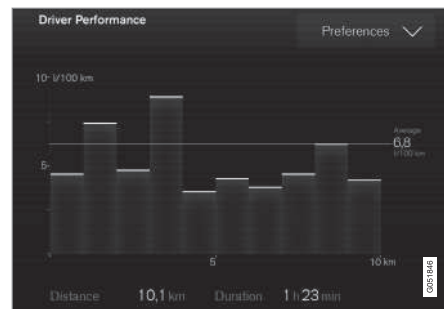 Driver Performance
Preferences
10 l/100 km
Average
6,8
l/100 km
5
5
10 km
G051846
Distance 10,1 km Duration 1 h 23 min